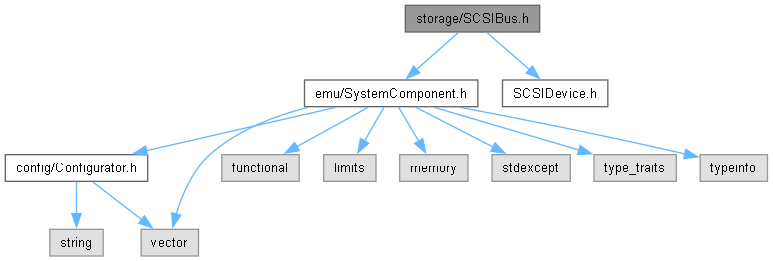 storage/SCSIBus.h
emu/SystemComponent.h
SCSIDevice.h
config/Configurator.h
functional
limits
memory
stdexcept
type_traits
typeinfo
string
vector